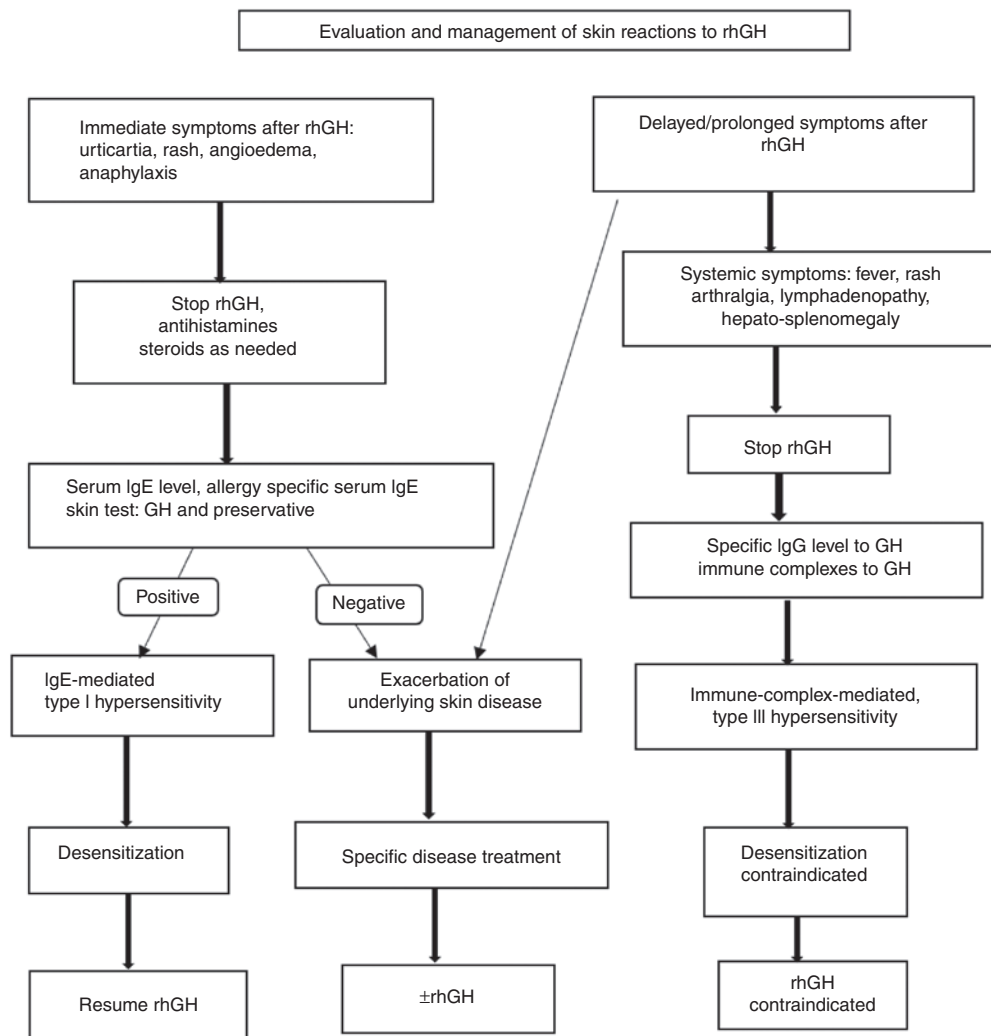 Evaluation and management of skin reactions to rhGH
Immediate symptoms after rhGH:
urticartia, rash, angioedema,
anaphylaxis
Stop rhGH,
antihistamines
steroids as needed
Serum IgE level, allergy specific serum IgE
skin test: GH and preservative
Positive
Negative
IgE-mediated
type I hypersensitivity
Desensitization
Resume rhGH
Exacerbation of
underlying skin disease
Specific disease treatment
±rhGH
Delayed/prolonged symptoms after
rhGH
Systemic symptoms: fever, rash
arthralgia, lymphadenopathy,
hepato-splenomegaly
Stop rhGH
Specific IgG level to GH
immune complexes to GH
Immune-complex-mediated,
type III hypersensitivity
Desensitization
contraindicated
rhGH
contraindicated